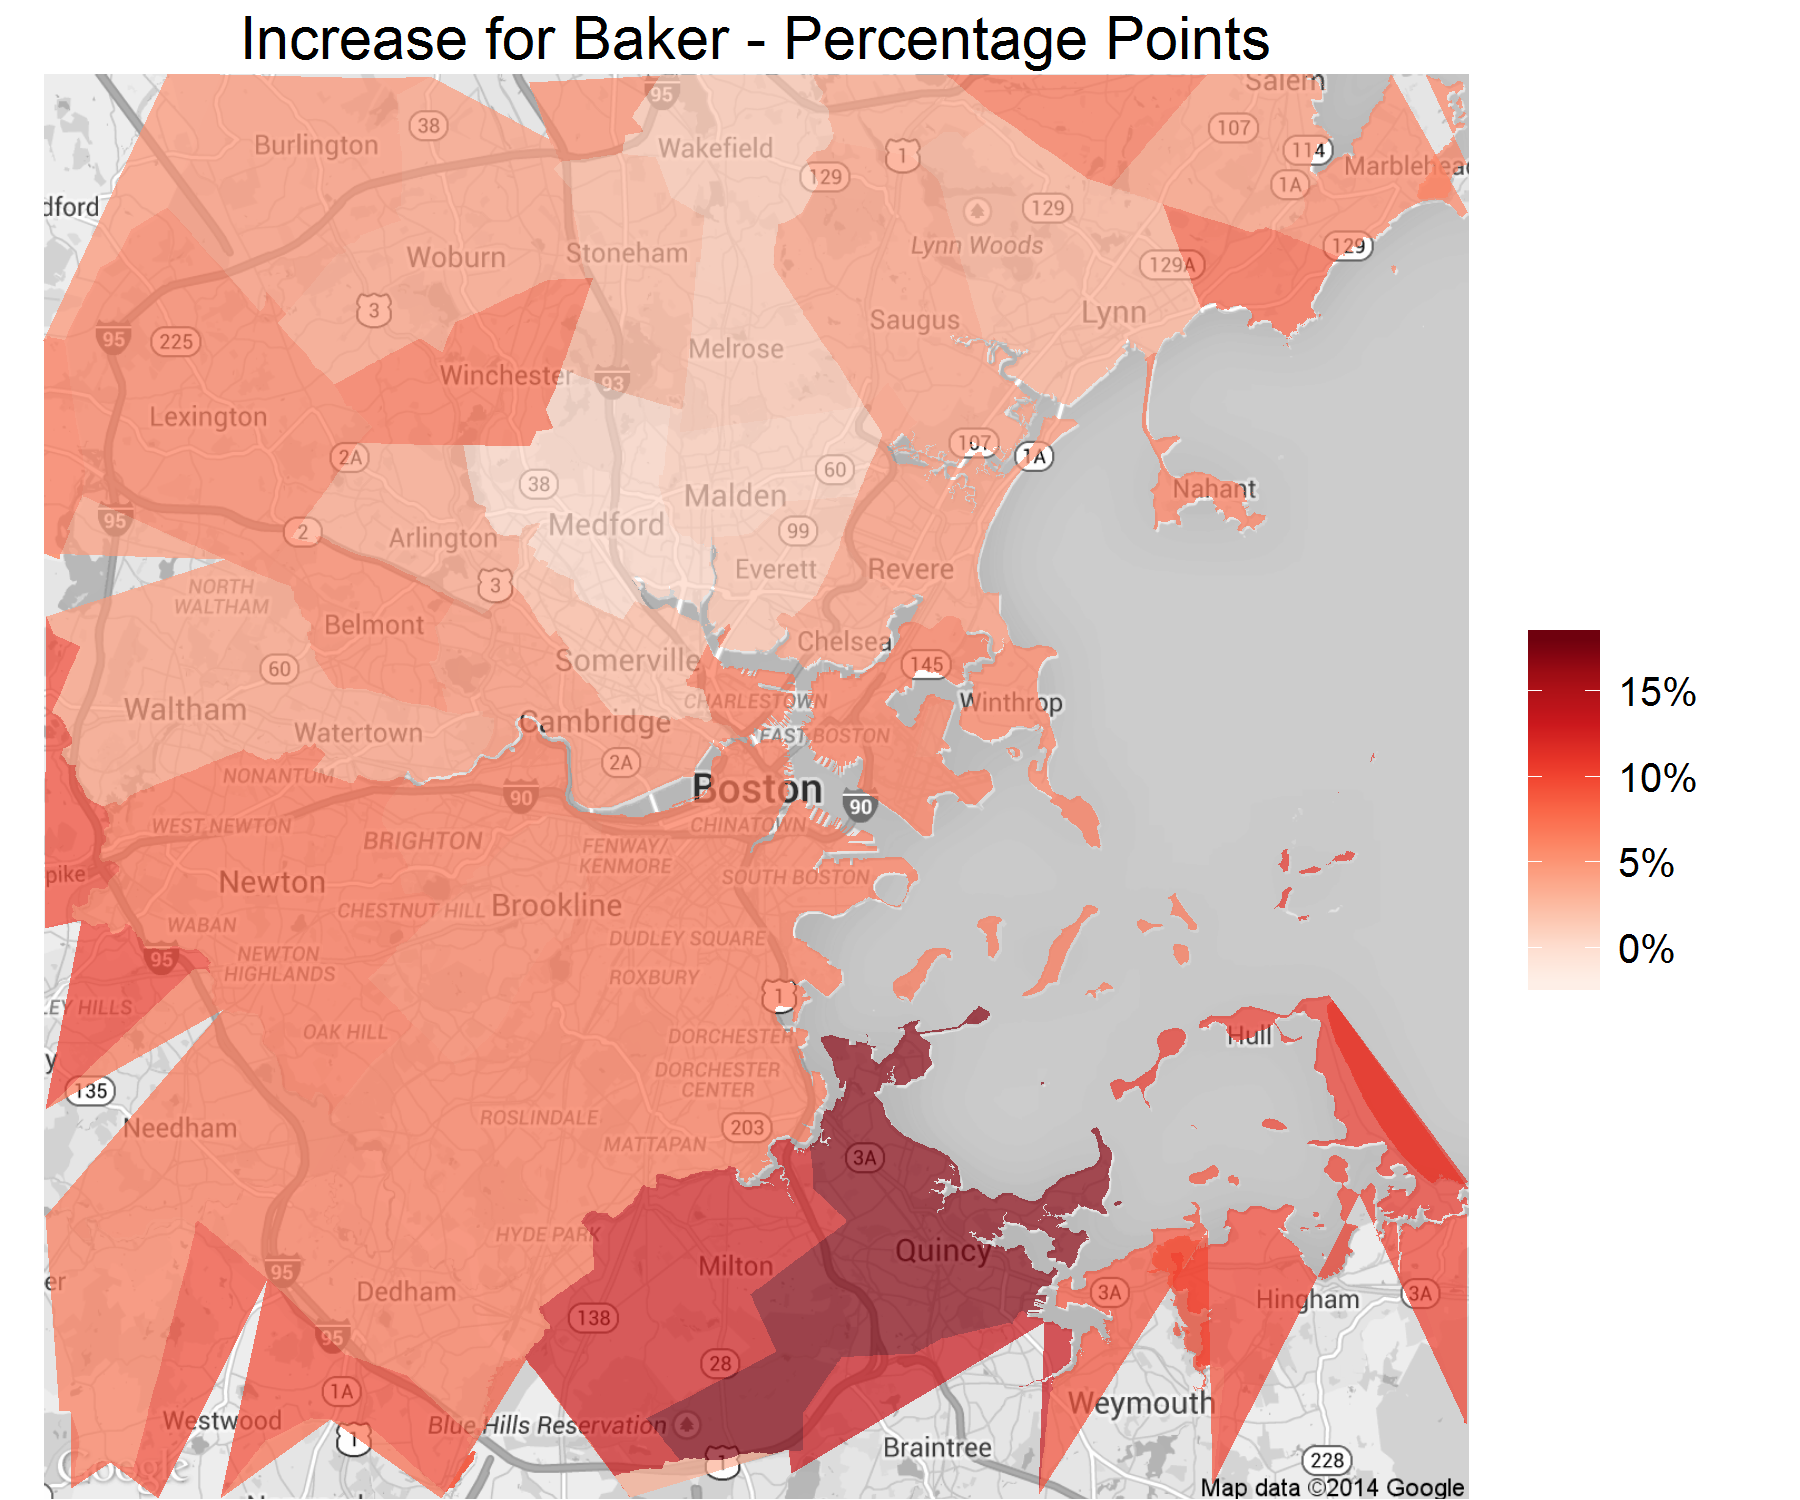 Increase for Baker - Percentage Points
Salem
95
38
107
Burlington
Wakefield
1
114
129
Marblehead
1A
dford
129
Lynn Woods
129
Woburn
Stoneham
129A
3
Lynn
Saugus
95
225
Melrose
Winchester
93
Lexington
107
1A
2A
60
38
Malden
Nahant
95
Medford
2
Arlington
99
Everett
Revere
NORTH
WALTHAM
3
Belmont
Chelsea
60
Somerville
145
15%
Waltham
CHARLESTOWN
Winthrop
Watertown
Cambridge
EAST BOSTON
2A
NONANTUM
10%
Boston
90
90
WEST NEWTON
CHINATOWN
BRIGHTON
FENWAY/
KENMORE
5%
pike
Newton
SOUTH BOSTON
CHESTNUT HILL
Brookline
WABAN
DUDLEY SQUARE
0%
NEWTON
HIGHLANDS
95
ROXBURY
1
LEY HILLS
OAK HILL
DORCHESTER
Hull
y
DORCHESTER
CENTER
135
ROSLINDALE
Needham
203
MATTAPAN
3A
HYDE PARK
Quincy
Milton
95
er
Dedham
3A
Hingham
3A
138
95
28
1A
Weymouth
Westwood
Blue Hills Reservation
1
Braintree
1
228
Google
Map data ©2014 Google